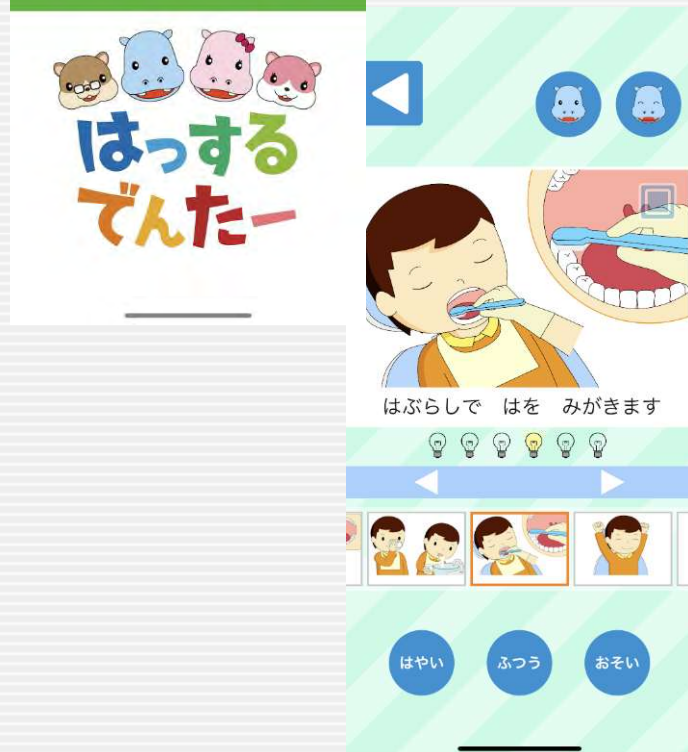 はっする
でんたー
はぶらしで はを みがきます
はやい
ふつう
おそい